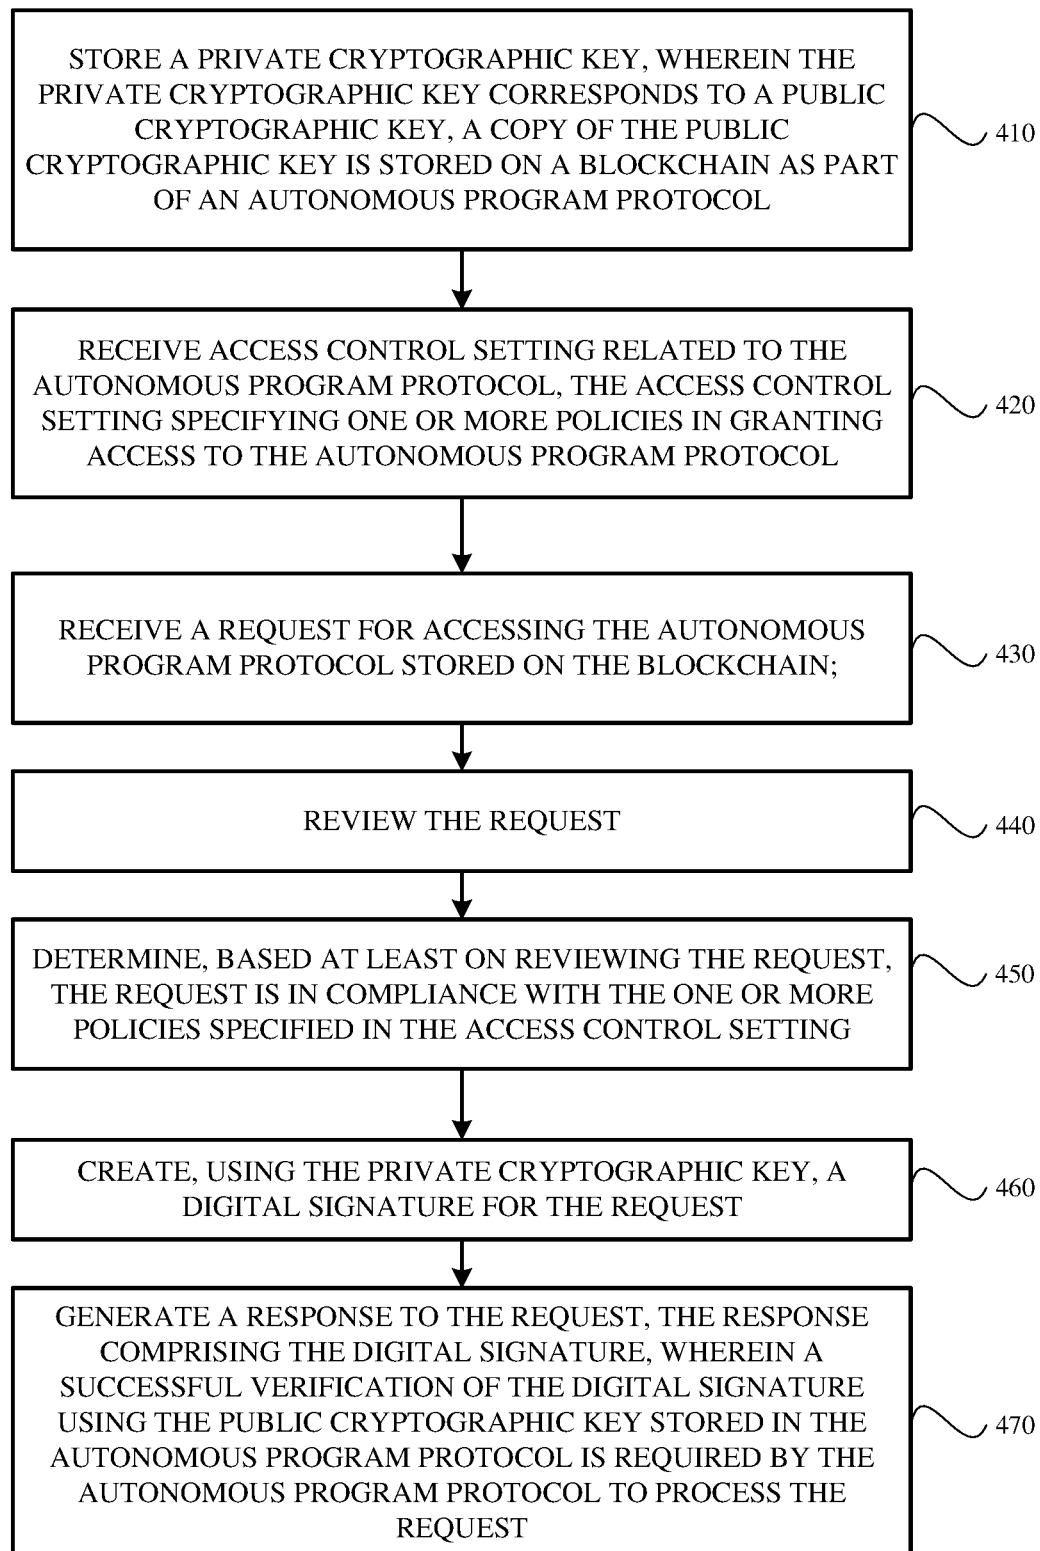 STORE A PRIVATE CRYPTOGRAPHIC KEY, WHEREIN THE
PRIVATE CRYPTOGRAPHIC KEY CORRESPONDS TO A PUBLIC
CRYPTOGRAPHIC KEY, A COPY OF THE PUBLIC
CRYPTOGRAPHIC KEY IS STORED ON A BLOCKCHAIN AS PART
OF AN AUTONOMOUS PROGRAM PROTOCOL
410
RECEIVE ACCESS CONTROL SETTING RELATED TO THE
AUTONOMOUS PROGRAM PROTOCOL, THE ACCESS CONTROL
SETTING SPECIFYING ONE OR MORE POLICIES IN GRANTING
ACCESS TO THE AUTONOMOUS PROGRAM PROTOCOL
420
RECEIVE A REQUEST FOR ACCESSING THE AUTONOMOUS
PROGRAM PROTOCOL STORED ON THE BLOCKCHAIN;
430
REVIEW THE REQUEST
440
DETERMINE, BASED AT LEAST ON REVIEWING THE REQUEST,
THE REQUEST IS IN COMPLIANCE WITH THE ONE OR MORE
POLICIES SPECIFIED IN THE ACCESS CONTROL SETTING
450
CREATE, USING THE PRIVATE CRYPTOGRAPHIC KEY, A
DIGITAL SIGNATURE FOR THE REQUEST
460
GENERATE A RESPONSE TO THE REQUEST, THE RESPONSE
COMPRISING THE DIGITAL SIGNATURE, WHEREIN A
SUCCESSFUL VERIFICATION OF THE DIGITAL SIGNATURE
USING THE PUBLIC CRYPTOGRAPHIC KEY STORED IN THE
AUTONOMOUS PROGRAM PROTOCOL IS REQUIRED BY THE
AUTONOMOUS PROGRAM PROTOCOL TO PROCESS THE
REQUEST
470